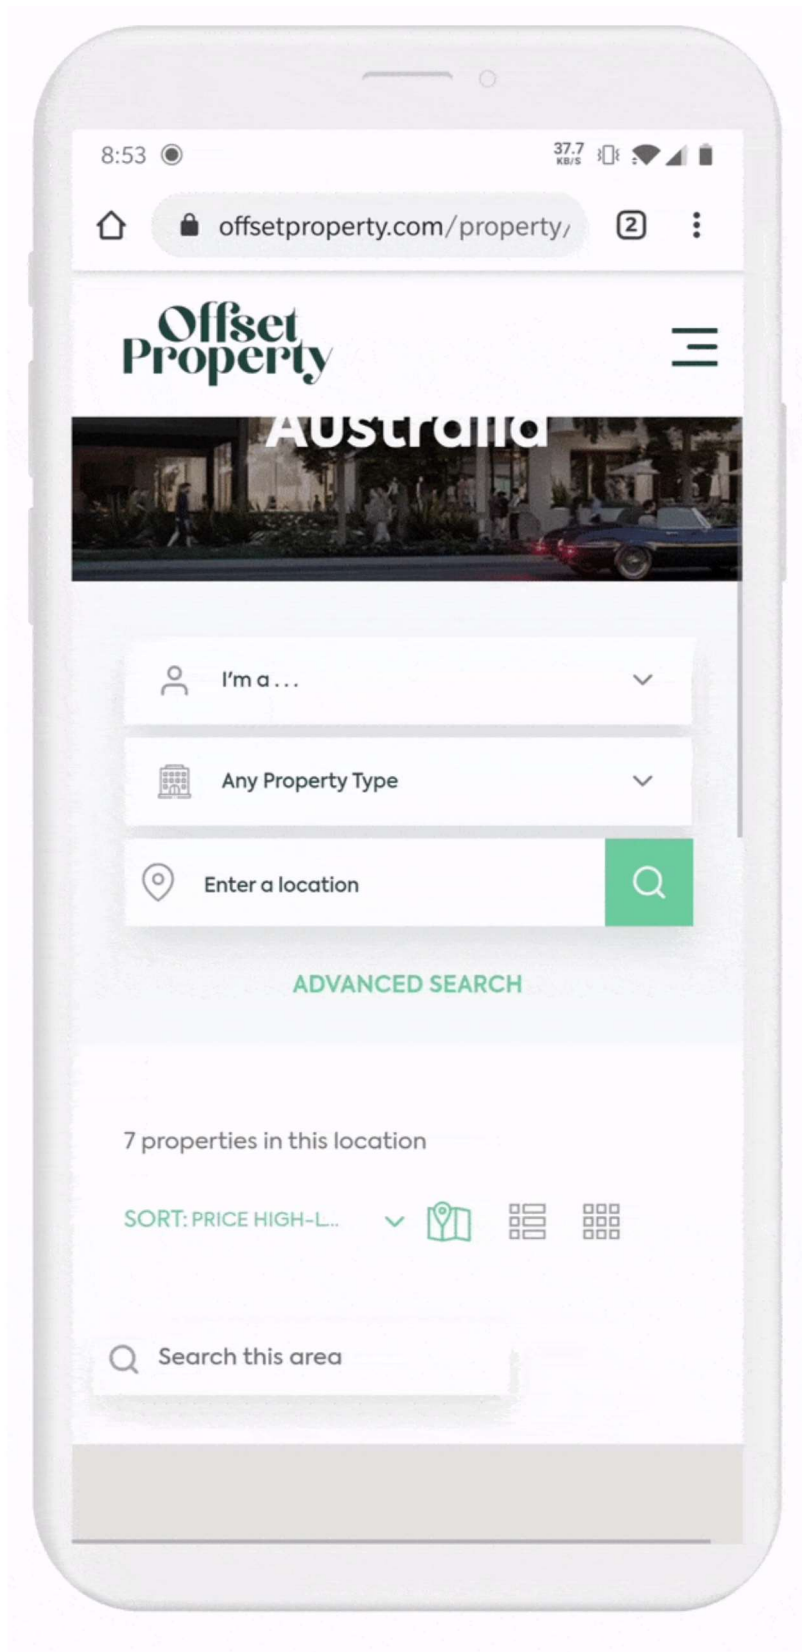 8:53
37.7
KB/S
offsetproperty.com/property/
2
Offset
Property
Australia
I'm a ...
Any Property Type
Enter a location
ADVANCED SEARCH
7 properties in this location
SORT: PRICE HIGH-L...
Search this area